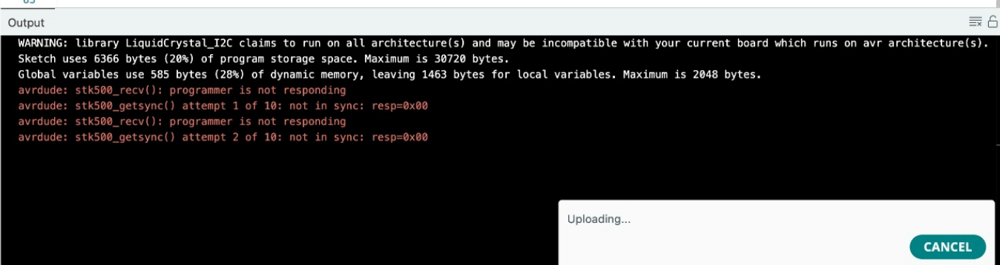 Output
WARNING: library LiquidCrystal_I2C claims to run on all architecture(s) and may be incompatible with your current board which runs on avr architecture(s).
Sketch uses 6366 bytes (20%) of program storage space. Maximum is 30720 bytes.
Global variables use 585 bytes (28%) of dynamic memory, leaving 1463 bytes for local variables. Maximum is 2048 bytes.
avrdude: stk500_recv(): programmer is not responding
avrdude: stk500_getsync() attempt 1 of 10: not in sync: resp=0x00
avrdude: stk500_recv(): programmer is not responding
avrdude: stk500_getsync() attempt 2 of 10: not in sync: resp=0x00
Uploading...
CANCEL